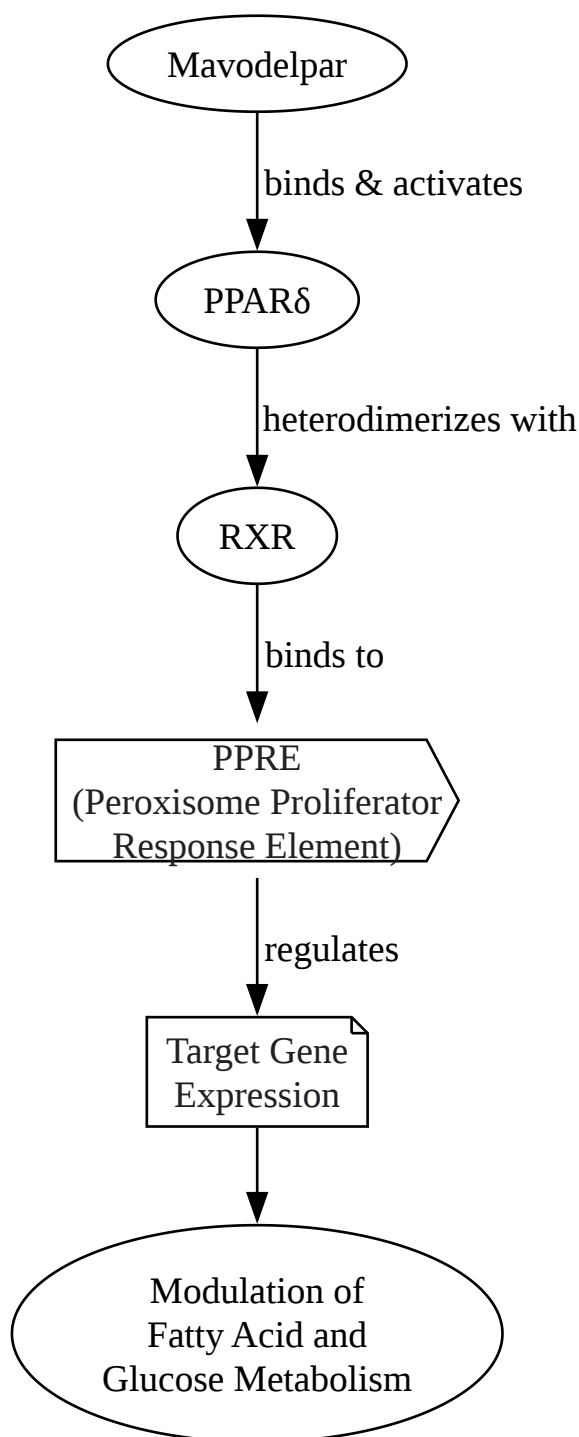 Mavodelpar
binds & activates
PPARδ
heterodimerizes with
RXR
binds to
PPRE
(Peroxisome Proliferator
Response Element)
regulates
Target Gene
Expression
Modulation of
Fatty Acid and
Glucose Metabolism